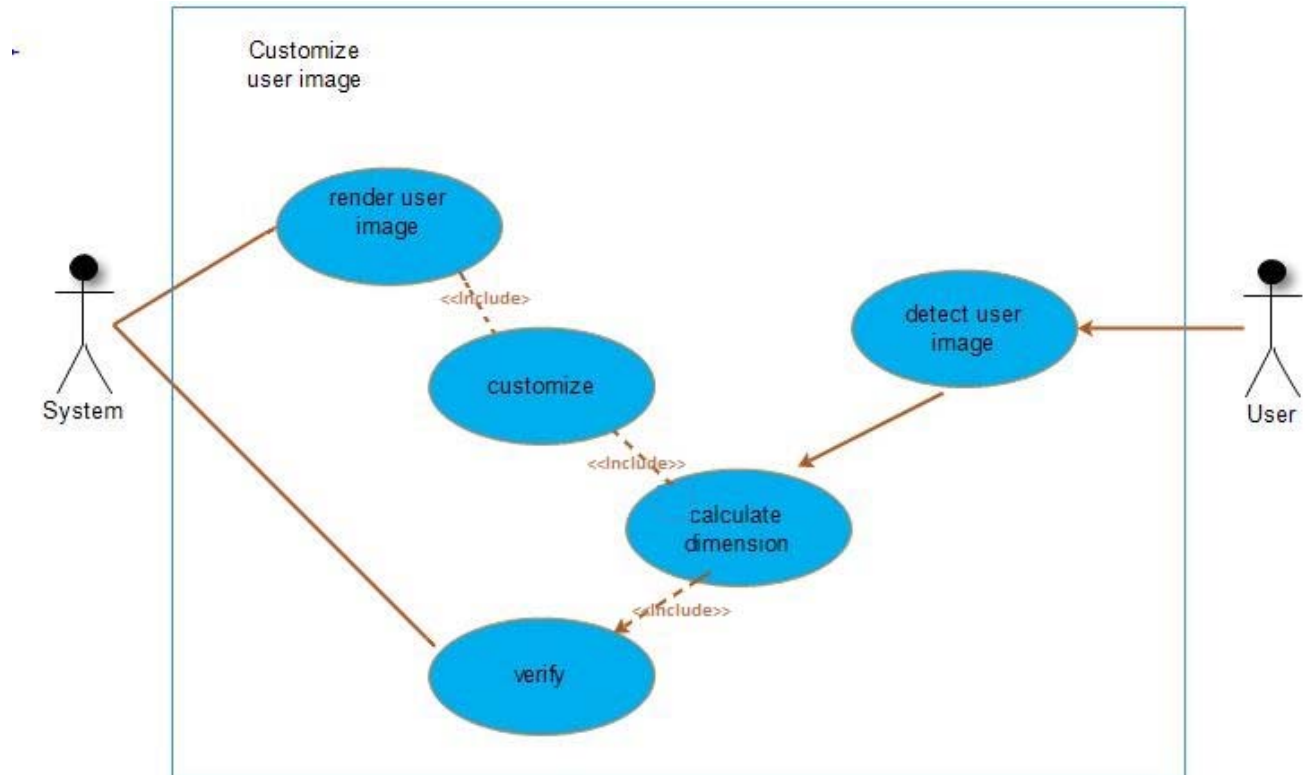 Customize
user image
render user
image
<<Include>
detect user
image
customize
System
User
<<Include>>
calculate
dimension
<<Include>>
verify